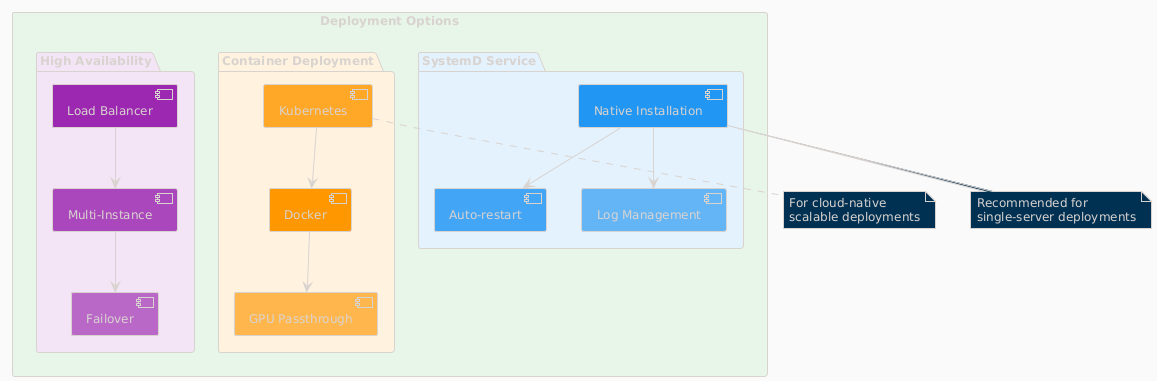 Deployment Options
High Availability
Container Deployment
SystemD Service
Load Balancer
Kubernetes
Native Installation
Multi-Instance
Docker
Auto-restart
Log Management
For cloud-native
scalable deployments
Recommended for
single-server deployments
Failover
GPU Passthrough